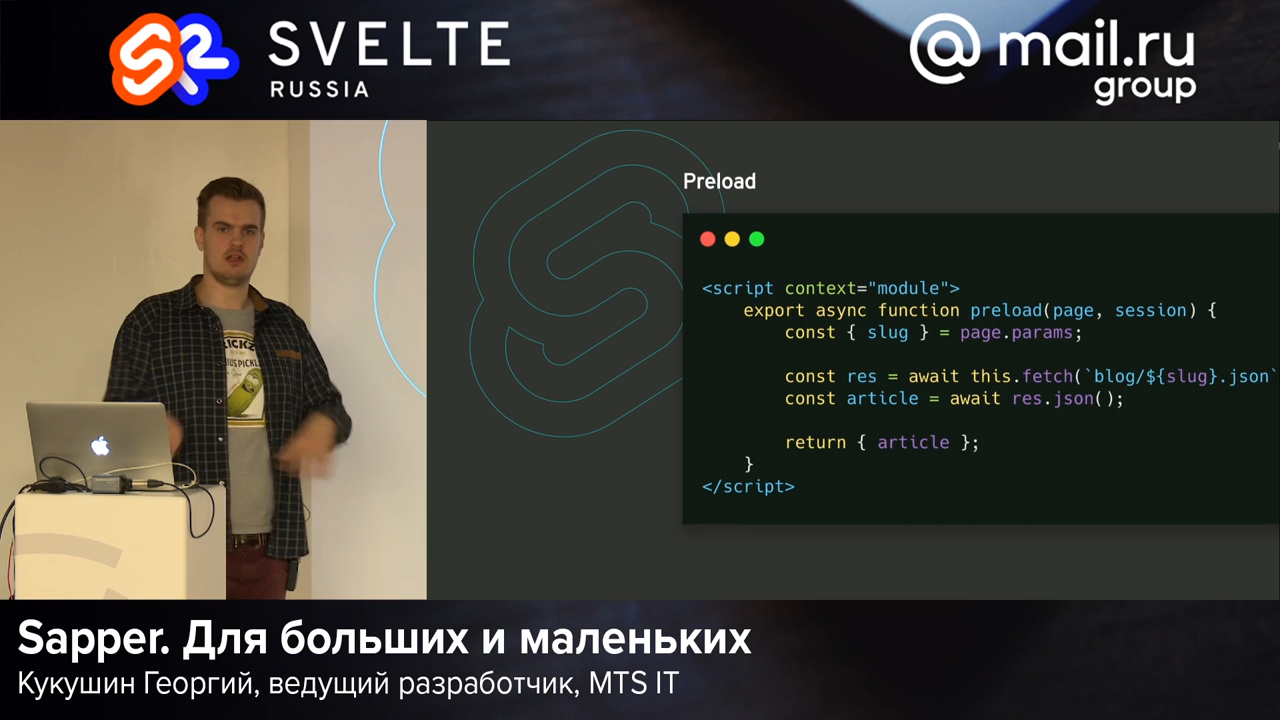 SVELTE
RUSSIA
@mail.ru
group
Preload
<script context="module">
export async function preload(page, session) {
const { slug } = page.params;
const res = await this.fetch(`blog/${slug}.json`
const article = await res.json();
return { article };
}
</script>
Sapper. Для больших и маленьких
Кукушин Георгий, ведущий разработчик, MTS IT